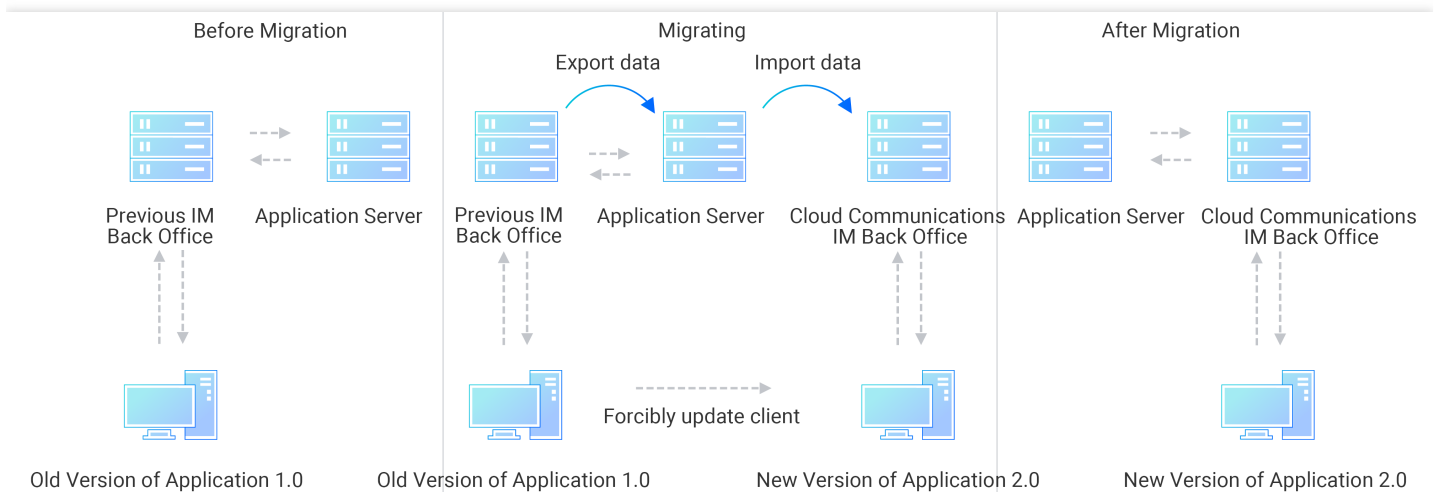 Before Migration
Migrating
After Migration
Export data
Import data
Previous IM
Back Office
Application Server
Previous IM
Back Office
Application Server
Cloud Communications
IM Back Office
Application Server
Cloud Communications
IM Back Office
Forcibly update client
Old Version of Application 1.0
Old Version of Application 1.0
New Version of Application 2.0
New Version of Application 2.0